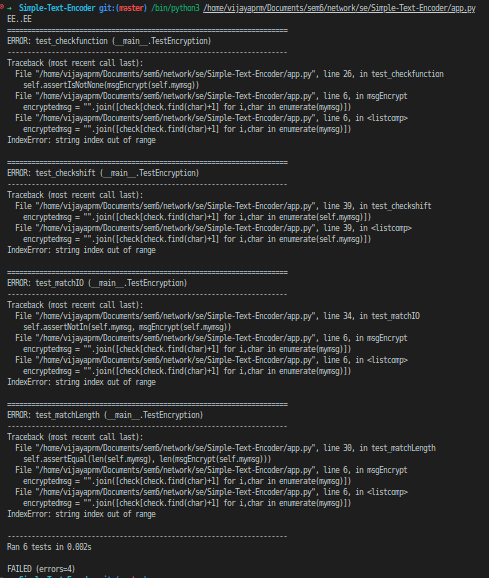 → Simple-Text-Encoder git:(master) /bin/python3 /home/vijayaprm/Documents/sem6/network/se/Simple-Text-Encoder/app.py
EE..EE
======================================================================
ERROR: test_checkfunction (__main__.TestEncryption)
----------------------------------------------------------------------
Traceback (most recent call last):
  File "/home/vijayaprm/Documents/sem6/network/se/Simple-Text-Encoder/app.py", line 26, in test_checkfunction
    self.assertIsNotNone(msgEncrypt(self.mymsg))
  File "/home/vijayaprm/Documents/sem6/network/se/Simple-Text-Encoder/app.py", line 6, in msgEncrypt
    encryptedmsg = "".join([check[check.find(char)+1] for i,char in enumerate(mymsg)])
  File "/home/vijayaprm/Documents/sem6/network/se/Simple-Text-Encoder/app.py", line 6, in <listcomp>
    encryptedmsg = "".join([check[check.find(char)+1] for i,char in enumerate(mymsg)])
IndexError: string index out of range
======================================================================
ERROR: test_checkshift (__main__.TestEncryption)
----------------------------------------------------------------------
Traceback (most recent call last):
  File "/home/vijayaprm/Documents/sem6/network/se/Simple-Text-Encoder/app.py", line 39, in test_checkshift
    encryptedmsg = "".join([check[check.find(char)+1] for i,char in enumerate(self.mymsg)])
  File "/home/vijayaprm/Documents/sem6/network/se/Simple-Text-Encoder/app.py", line 39, in <listcomp>
    encryptedmsg = "".join([check[check.find(char)+1] for i,char in enumerate(self.mymsg)])
IndexError: string index out of range
======================================================================
ERROR: test_matchIO (__main__.TestEncryption)
----------------------------------------------------------------------
Traceback (most recent call last):
  File "/home/vijayaprm/Documents/sem6/network/se/Simple-Text-Encoder/app.py", line 34, in test_matchIO
    self.assertNotIn(self.mymsg, msgEncrypt(self.mymsg))
  File "/home/vijayaprm/Documents/sem6/network/se/Simple-Text-Encoder/app.py", line 6, in msgEncrypt
    encryptedmsg = "".join([check[check.find(char)+1] for i,char in enumerate(mymsg)])
  File "/home/vijayaprm/Documents/sem6/network/se/Simple-Text-Encoder/app.py", line 6, in <listcomp>
    encryptedmsg = "".join([check[check.find(char)+1] for i,char in enumerate(mymsg)])
IndexError: string index out of range
======================================================================
ERROR: test_matchLength (__main__.TestEncryption)
----------------------------------------------------------------------
Traceback (most recent call last):
  File "/home/vijayaprm/Documents/sem6/network/se/Simple-Text-Encoder/app.py", line 30, in test_matchLength
    self.assertEqual(len(self.mymsg), len(msgEncrypt(self.mymsg)))
  File "/home/vijayaprm/Documents/sem6/network/se/Simple-Text-Encoder/app.py", line 6, in msgEncrypt
    encryptedmsg = "".join([check[check.find(char)+1] for i,char in enumerate(mymsg)])
  File "/home/vijayaprm/Documents/sem6/network/se/Simple-Text-Encoder/app.py", line 6, in <listcomp>
    encryptedmsg = "".join([check[check.find(char)+1] for i,char in enumerate(mymsg)])
IndexError: string index out of range
----------------------------------------------------------------------
Ran 6 tests in 0.002s
FAILED (errors=4)